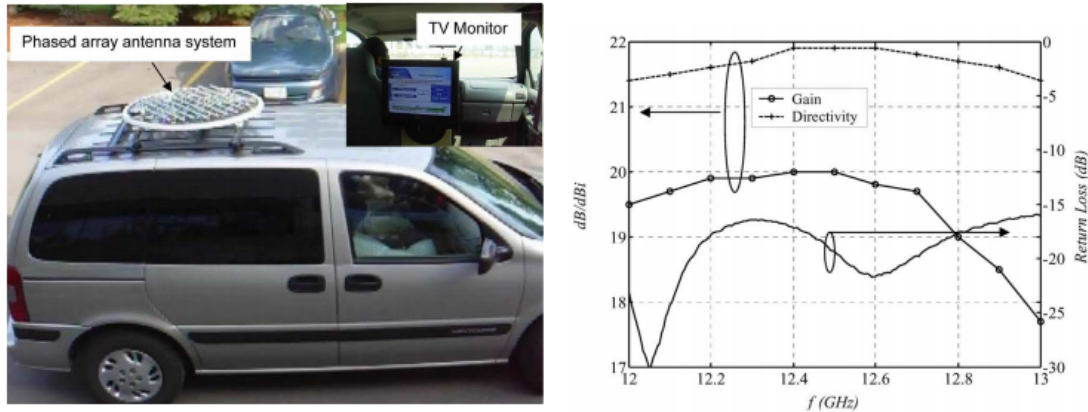 Phased array antenna system
TV Monitor
22
21
20
19
18
17
dB/dBi
Gain
Directivity
0
-5
-10
-15
-20
-25
-30
Return Loss (dB)
12
12.2
12.4
12.6
12.8
13
f (GHz)